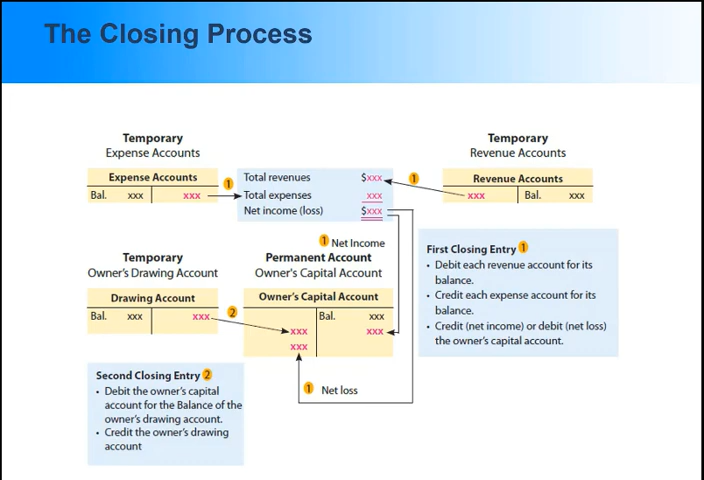 The Closing Process
Temporary
Expense Accounts
Temporary
Revenue Accounts
Expense Accounts
Bal. xxx xxx
1
Total revenues $xxx
Total expenses xxx
Net income (loss) $xxx
1
Revenue Accounts
xxx Bal. xxx
1 Net Income
Temporary
Owner's Drawing Account
Permanent Account
Owner's Capital Account
Drawing Account
Bal. xxx xxx
2
Owner's Capital Account
Bal. xxx
xxx xxx
xxx
1 Net loss
First Closing Entry 1
• Debit each revenue account for its
balance.
• Credit each expense account for its
balance.
• Credit (net income) or debit (net loss)
the owner's capital account.
Second Closing Entry 2
• Debit the owner's capital
account for the Balance of the
owner's drawing account.
• Credit the owner's drawing
account